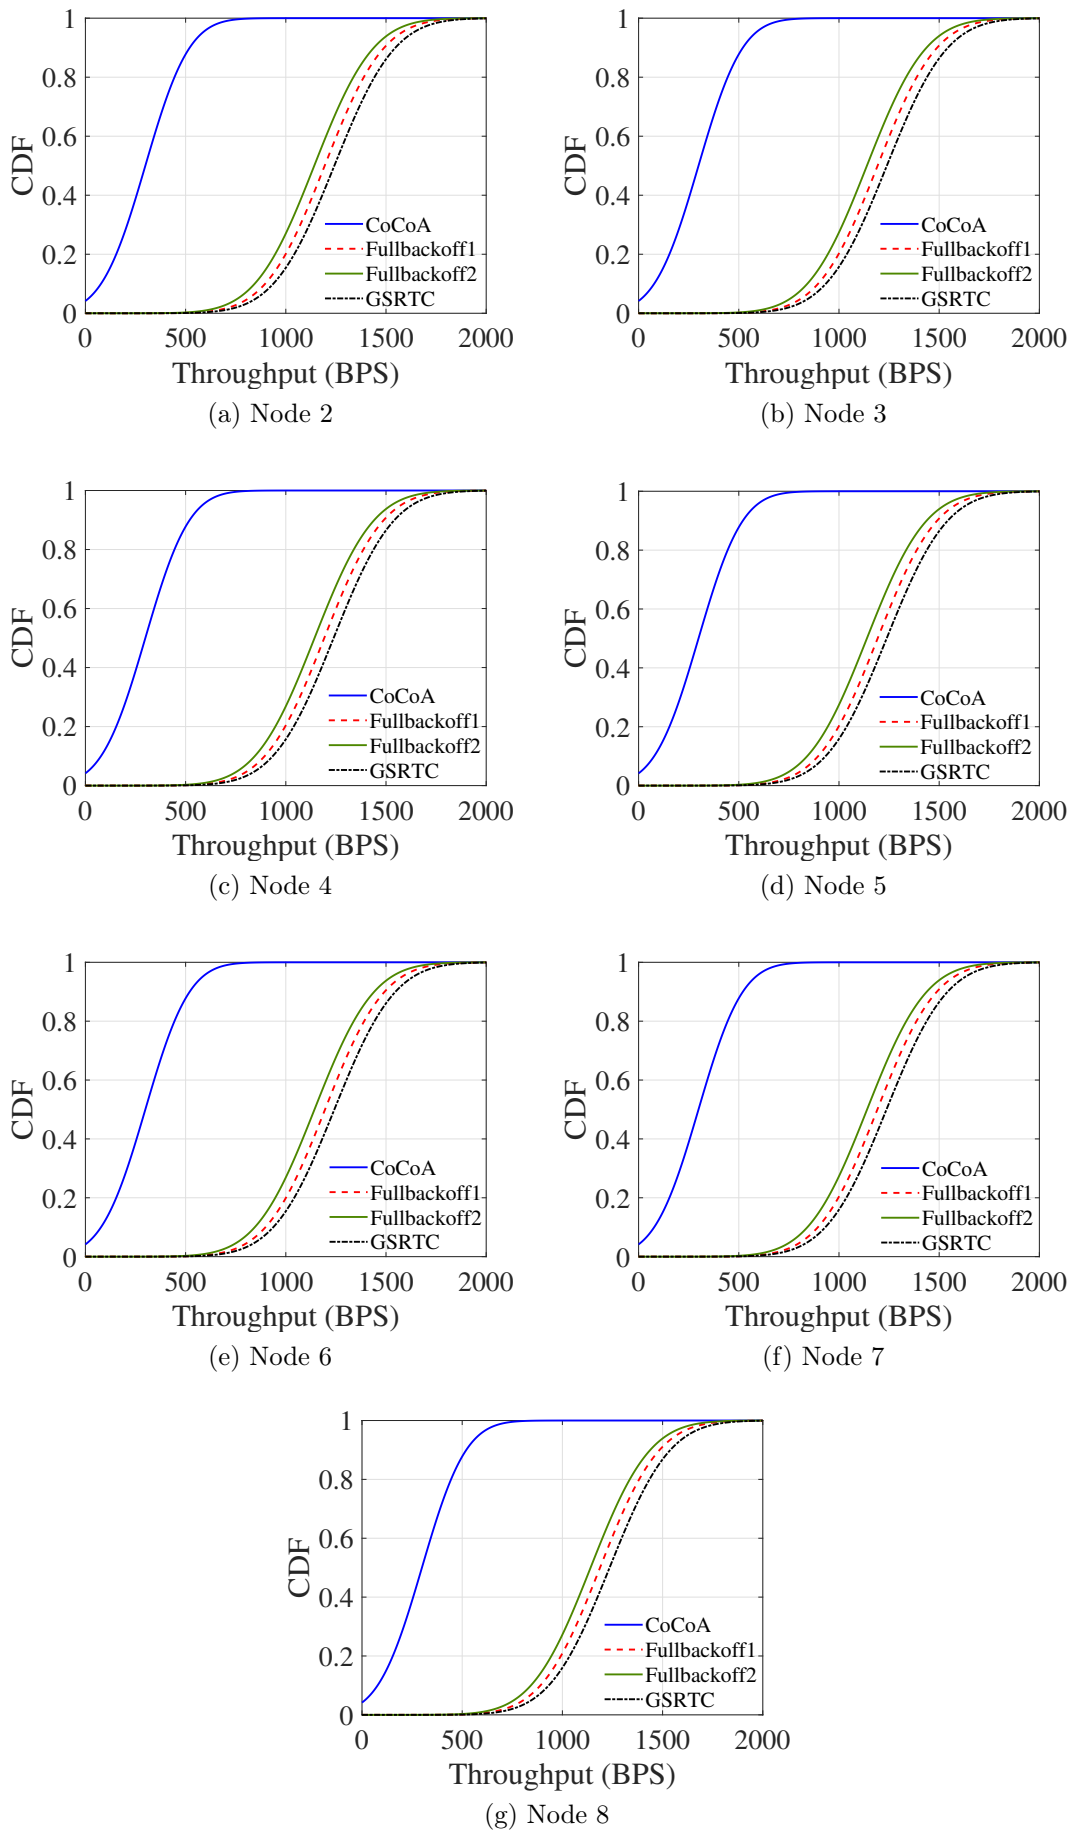 1
0.8
0.6
0.4
0.2
0
CDF
CoCoA
Fullbackoff1
Fullbackoff2
GSRTC
0 500 1000 1500 2000
Throughput (BPS)
(a) Node 2
1
0.8
0.6
0.4
0.2
0
CDF
CoCoA
Fullbackoff1
Fullbackoff2
GSRTC
0 500 1000 1500 2000
Throughput (BPS)
(b) Node 3
1
0.8
0.6
0.4
0.2
0
CDF
CoCoA
Fullbackoff1
Fullbackoff2
GSRTC
0 500 1000 1500 2000
Throughput (BPS)
(c) Node 4
1
0.8
0.6
0.4
0.2
0
CDF
CoCoA
Fullbackoff1
Fullbackoff2
GSRTC
0 500 1000 1500 2000
Throughput (BPS)
(d) Node 5
1
0.8
0.6
0.4
0.2
0
CDF
CoCoA
Fullbackoff1
Fullbackoff2
GSRTC
0 500 1000 1500 2000
Throughput (BPS)
(e) Node 6
1
0.8
0.6
0.4
0.2
0
CDF
CoCoA
Fullbackoff1
Fullbackoff2
GSRTC
0 500 1000 1500 2000
Throughput (BPS)
(f) Node 7
1
0.8
0.6
0.4
0.2
0
CDF
CoCoA
Fullbackoff1
Fullbackoff2
GSRTC
0 500 1000 1500 2000
Throughput (BPS)
(g) Node 8